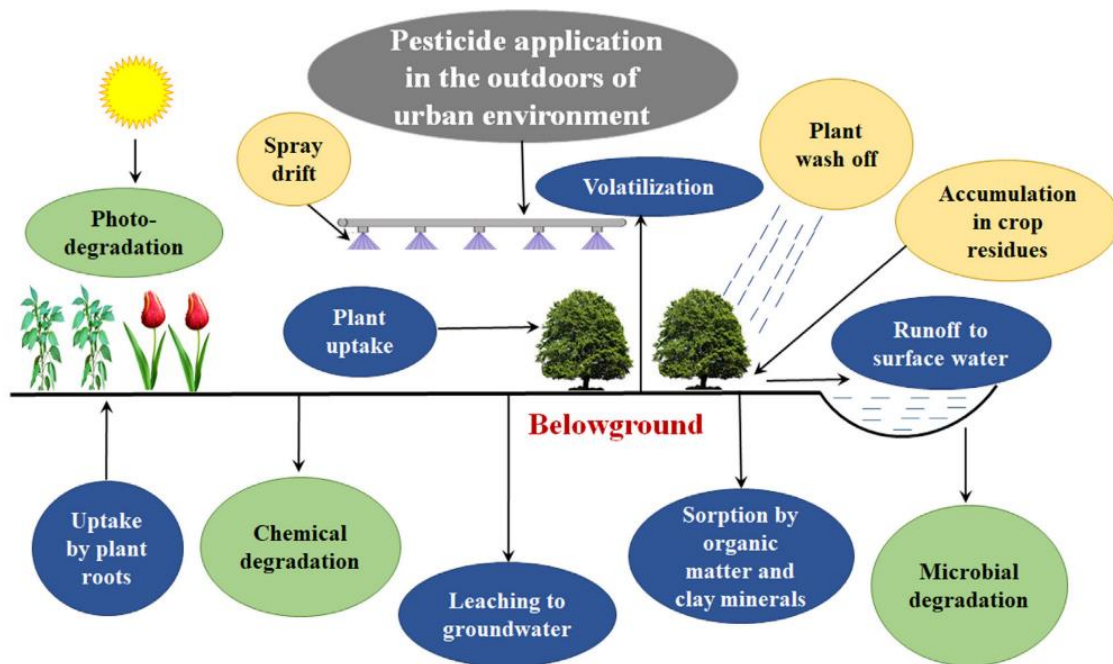 Pesticide application
in the outdoors of
urban environment
Spray
drift
Plant
wash off
Volatilization
Accumulation
in crop
residues
Photo-
degradation
Plant
uptake
Runoff to
surface water
Belowground
Uptake
by plant
roots
Chemical
degradation
Leaching to
groundwater
Sorption by
organic
matter and
clay minerals
Microbial
degradation